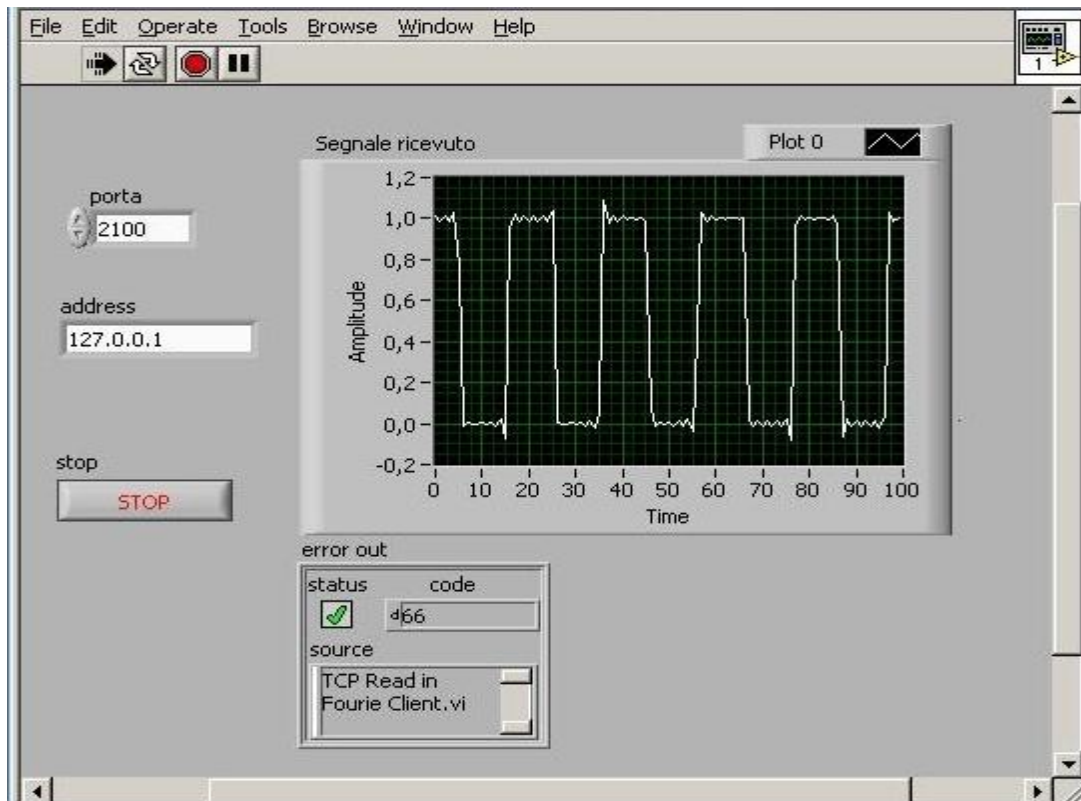 File Edit Operate Tools Browse Window Help
1
Segnale ricevuto
Plot 0
porta
2100
address
127.0.0.1
stop
STOP
Amplitude
1,2
1,0
0,8
0,6
0,4
0,2
0,0
-0,2
0 10 20 30 40 50 60 70 80 90 100
Time
error out
status code
d66
source
TCP Read in
Fourie Client.vi